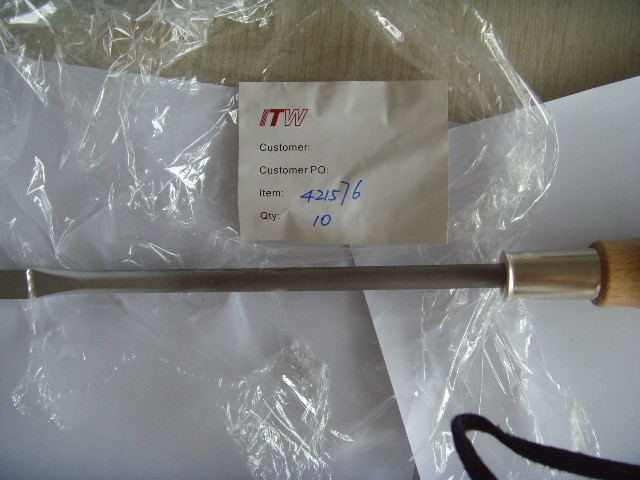 ITW
Customer:
Customer PO:
Item: 421576
Qty: 10